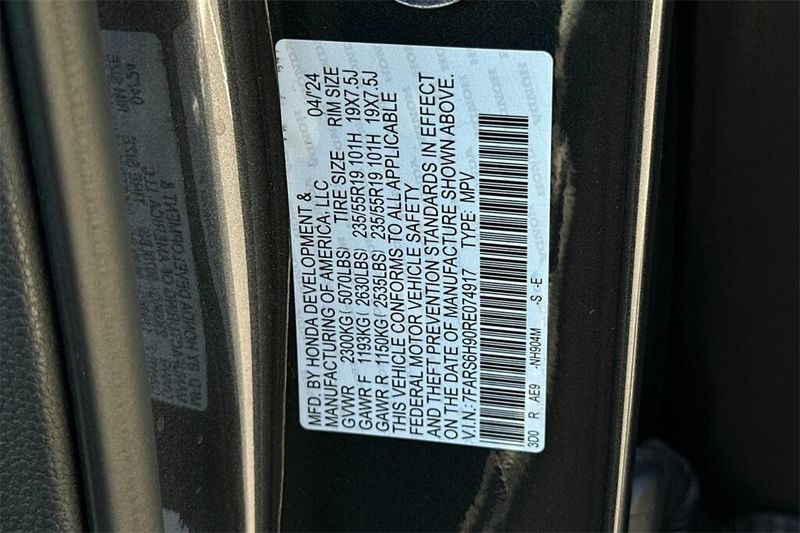 MFD. BY HONDA DEVELOPMENT &
MANUFACTURING OF AMERICA, LLC 04/24
TIRE SIZE RIM SIZE
GVWR 2300KG( 5070LBS)
GAWR F 1193KG( 2630LBS) 235/55R19 101H 19X7.5J
GAWR R 1150KG( 2535LBS) 235/55R19 101H 19X7.5J
THIS VEHICLE CONFORMS TO ALL APPLICABLE
FEDERAL MOTOR VEHICLE SAFETY
AND THEFT PREVENTION STANDARDS IN EFFECT
ON THE DATE OF MANUFACTURE SHOWN ABOVE.
V.I.N.: 7FARS6H90RE074917 TYPE: MPV
3D0 R AE9 -NH904M -S -E